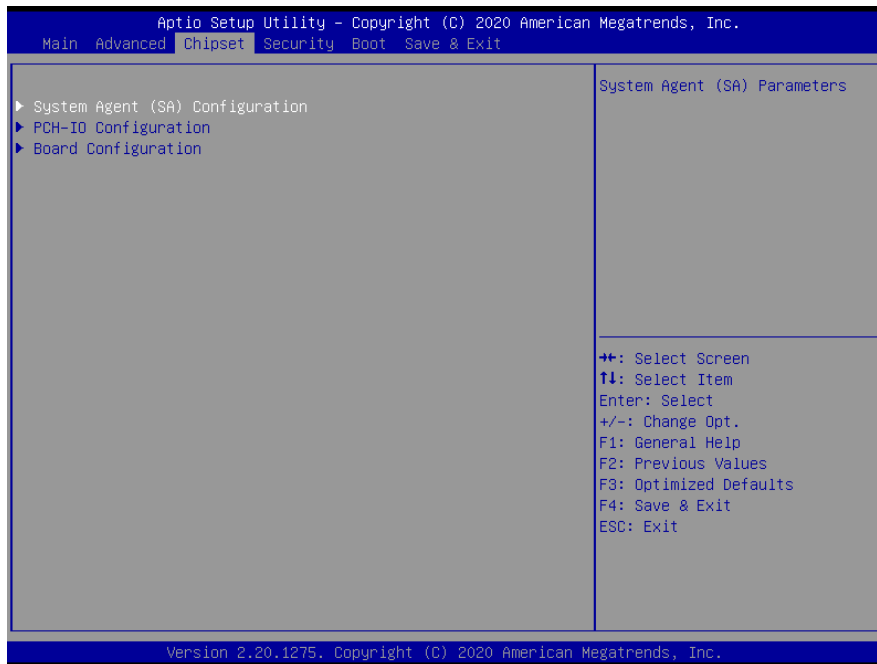 Aptio Setup Utility – Copyright (C) 2020 American Megatrends, Inc.
Main Advanced Chipset Security Boot Save & Exit
System Agent (SA) Configuration
PCH-IO Configuration
Board Configuration
System Agent (SA) Parameters
→←: Select Screen
↑↓: Select Item
Enter: Select
+/-: Change Opt.
F1: General Help
F2: Previous Values
F3: Optimized Defaults
F4: Save & Exit
ESC: Exit
Version 2.20.1275. Copyright (C) 2020 American Megatrends, Inc.